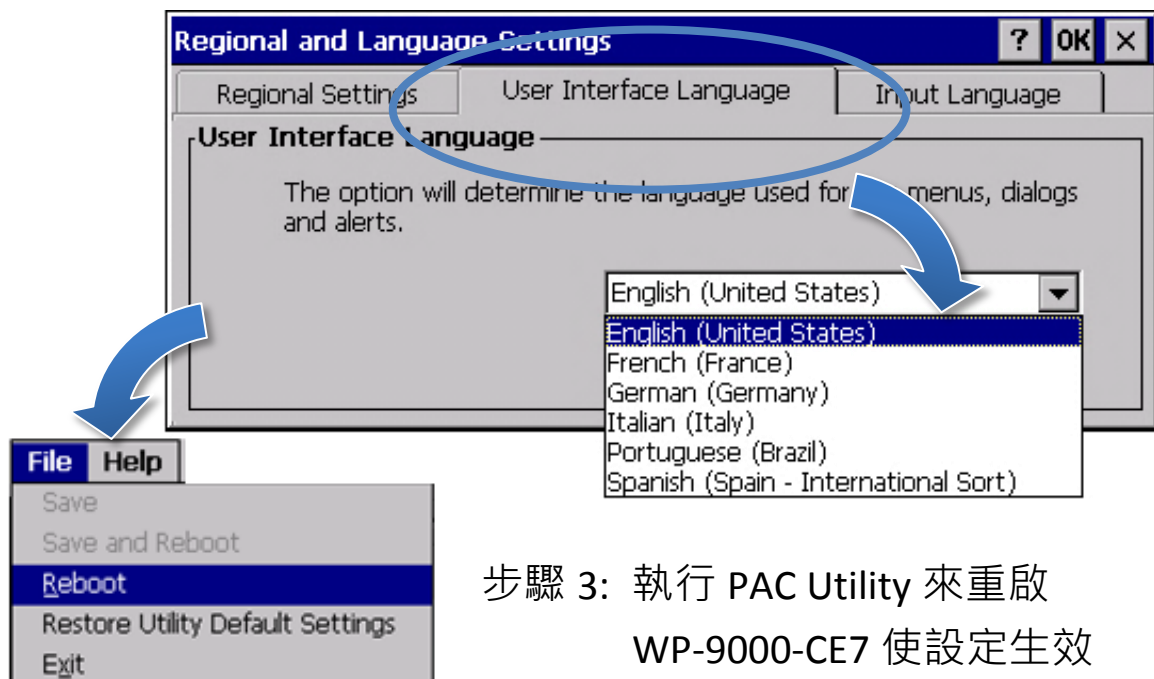 Regional and Language Settings ? OK ×
Regional Settings User Interface Language Input Language
User Interface Language
The option will determine the language used for the menus, dialogs
and alerts.
English (United States)
English (United States)
French (France)
German (Germany)
Italian (Italy)
Portuguese (Brazil)
Spanish (Spain - International Sort)
File Help
Save
Save and Reboot
Reboot
Restore Utility Default Settings
Exit
步驟 3: 執行 PAC Utility 來重啟
WP-9000-CE7 使設定生效